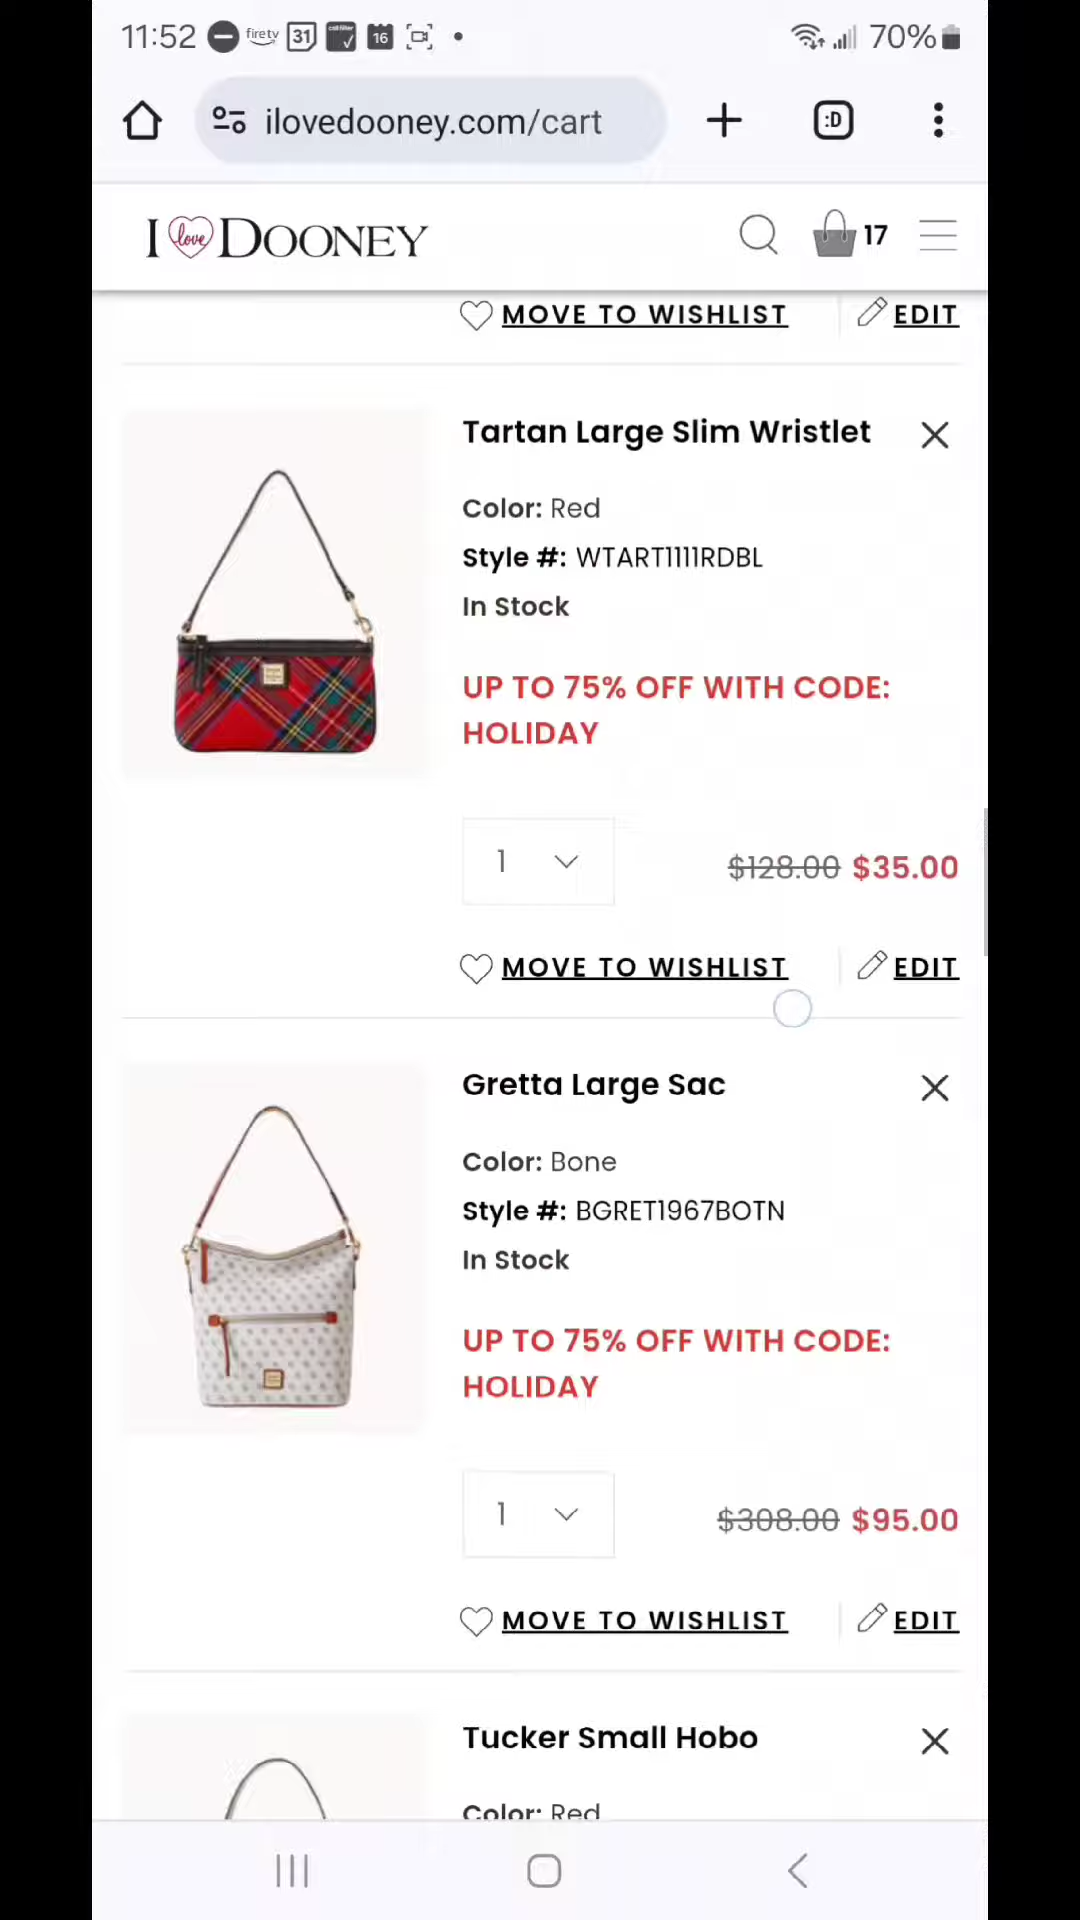 11:52 firetv 31 16 70%
ilovedooney.com/cart :D
I love DOONEY 17
MOVE TO WISHLIST EDIT
Tartan Large Slim Wristlet
Color: Red
Style #: WTART1111RDBL
In Stock
UP TO 75% OFF WITH CODE:
HOLIDAY
1 $128.00 $35.00
MOVE TO WISHLIST EDIT
Gretta Large Sac
Color: Bone
Style #: BGRET1967BOTN
In Stock
UP TO 75% OFF WITH CODE:
HOLIDAY
1 $308.00 $95.00
MOVE TO WISHLIST EDIT
Tucker Small Hobo
Color: Red